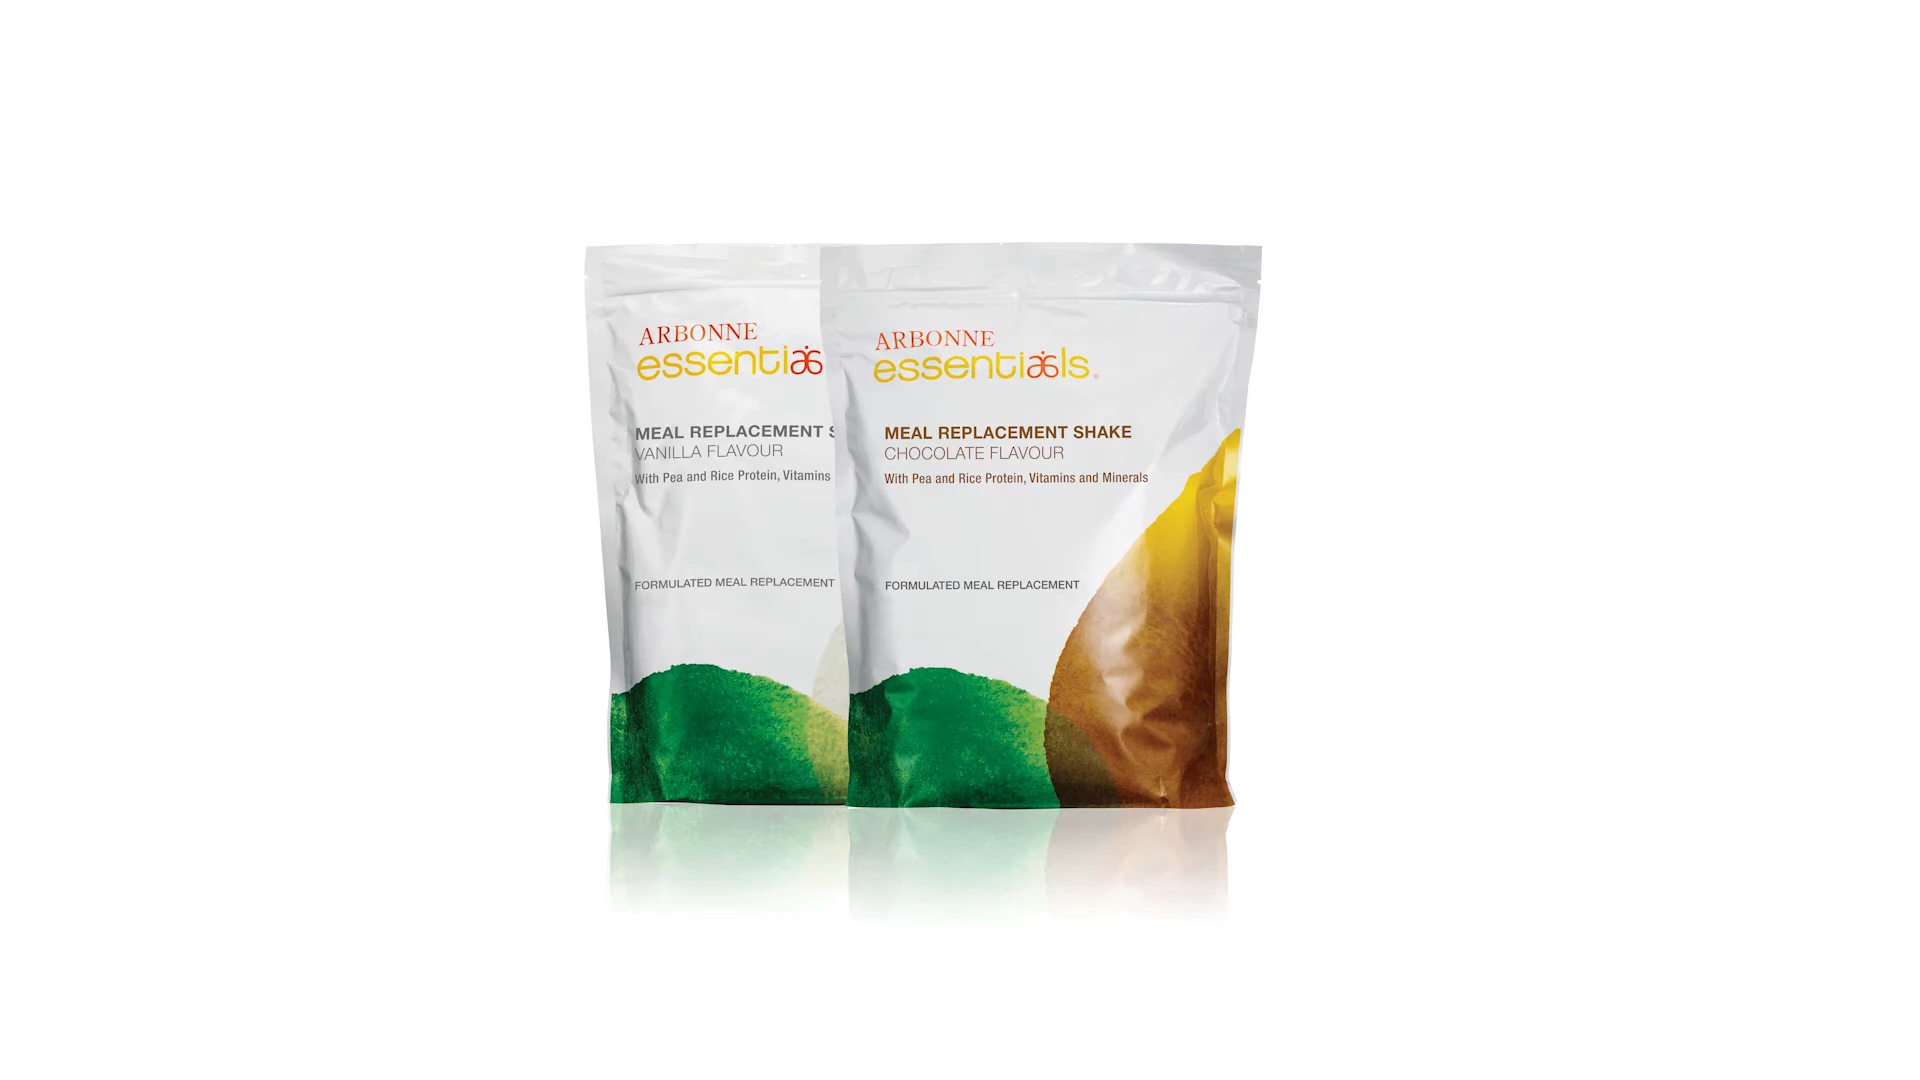 ARBONNE
essentia
MEAL REPLACEMENT S
VANILLA FLAVOUR
With Pea and Rice Protein, Vitamins
FORMULATED MEAL REPLACEMENT
ARBONNE
essentials
MEAL REPLACEMENT SHAKE
CHOCOLATE FLAVOUR
With Pea and Rice Protein, Vitamins and Minerals
FORMULATED MEAL REPLACEMENT